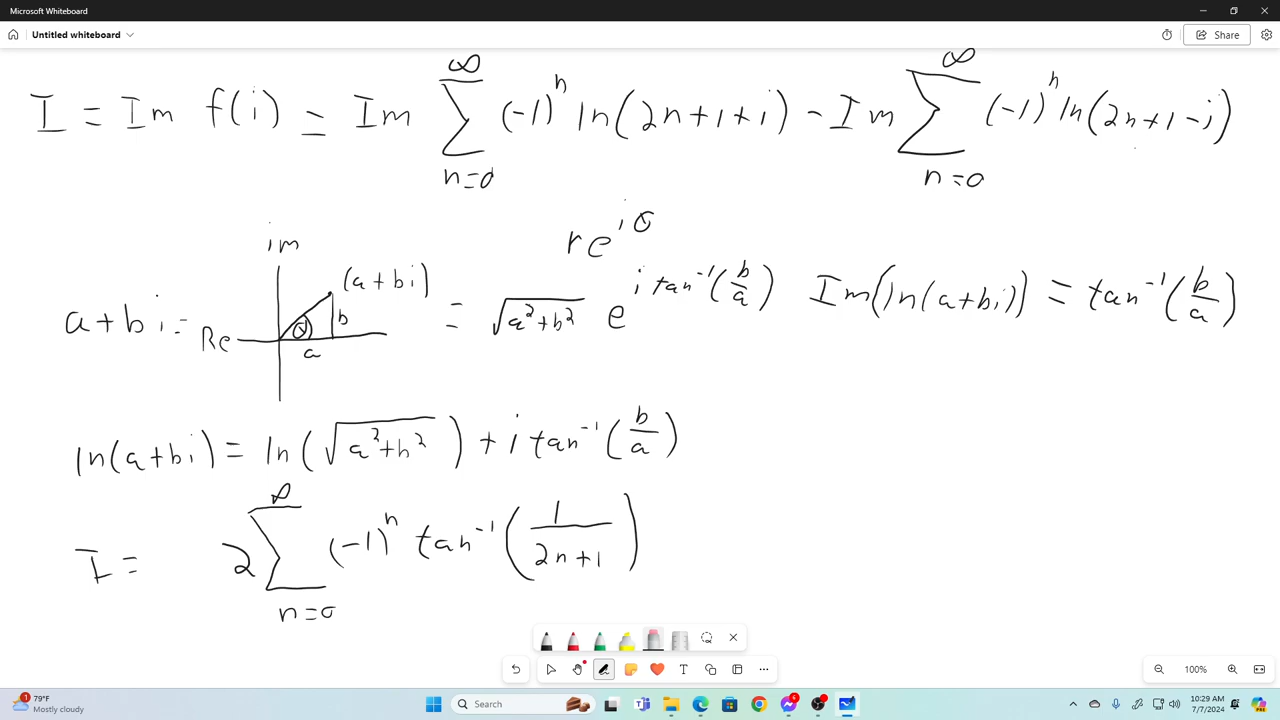 Microsoft Whiteboard
Untitled whiteboard
Share
I = Im f(i) = Im ∑_{n=0}^{∞} (-1)^n ln(2n+1+i) - Im ∑_{n=0}^{∞} (-1)^n ln(2n+1-i)
re^{iθ}
im
a+bi =
Re
(a+bi)
b
a
θ
= √(a²+b²) e^{i tan⁻¹(b/a)}
Im(ln(a+bi)) = tan⁻¹(b/a)
ln(a+bi) = ln(√(a²+b²)) + i tan⁻¹(b/a)
I = 2 ∑_{n=0}^{∞} (-1)^n tan⁻¹(1/(2n+1))
100%
1
79°F
Mostly cloudy
Search
6
10:29 AM
7/7/2024